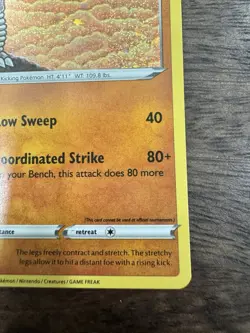 Kicking Pokémon HT: 4'11" WT: 109.8 lbs.
ow Sweep 40
oordinated Strike 80+
your Bench, this attack does 80 more
(This card cannot be used at official tournaments.)
tance retreat
The legs freely contract and stretch. The stretchy
legs allow it to hit a distant foe with a rising kick.
Pokémon / Nintendo / Creatures / GAME FREAK